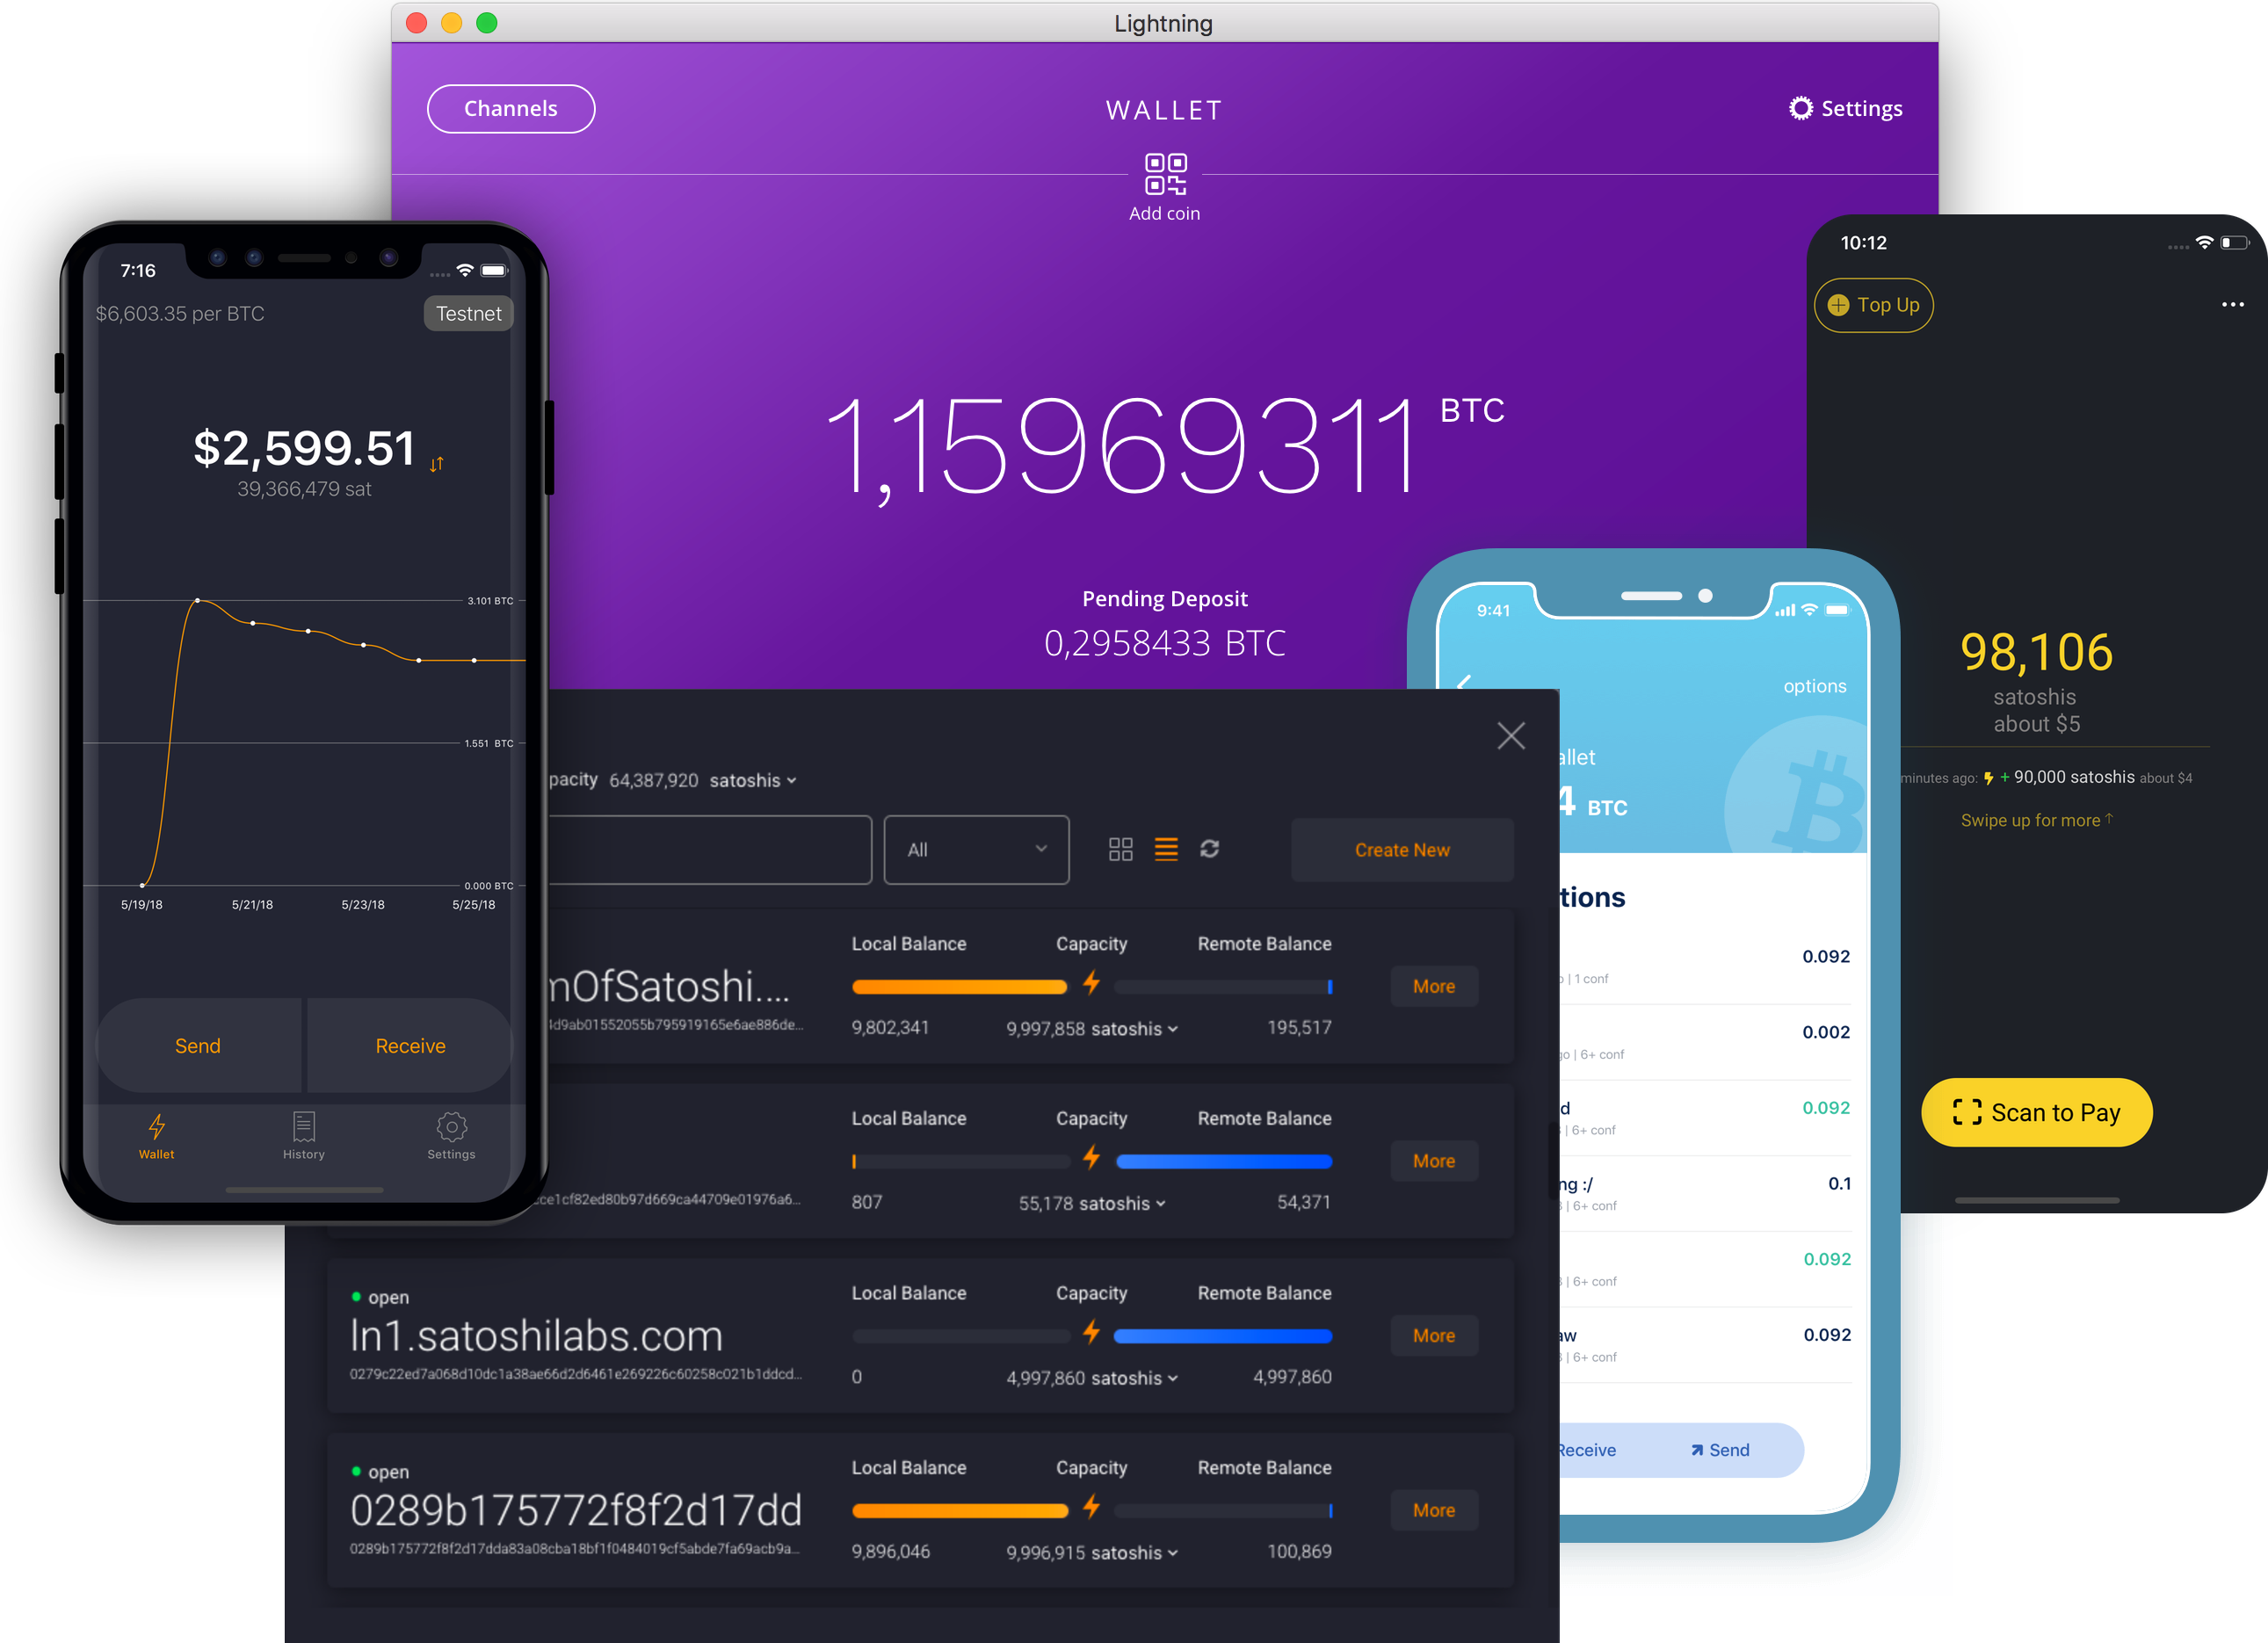 Lightning
Channels
WALLET
Settings
Add coin
1,15969311 BTC
Pending Deposit
0,2958433 BTC
7:16
$6,603.35 per BTC
Testnet
$2,599.51
39,366,479 sat
3.101 BTC
1.551 BTC
0.000 BTC
5/19/18 5/21/18 5/23/18 5/25/18
Send
Receive
Wallet
History
Settings
pacity 64,387,920 satoshis
All
Create New
Local Balance Capacity Remote Balance
mOfSatoshi....
More
4d9ab01552055b795919165e6ae886de...
9,802,341 9,997,858 satoshis 195,517
Local Balance Capacity Remote Balance
More
cce1cf82ed80b97d669ca44709e01976a6...
807 55,178 satoshis 54,371
open
Local Balance Capacity Remote Balance
ln1.satoshilabs.com
More
0279c22ed7a068d10dc1a38ae66d2d6461e269226c60258c021b1ddcd...
0 4,997,860 satoshis 4,997,860
open
Local Balance Capacity Remote Balance
0289b175772f8f2d17dd
More
0289b175772f8f2d17dda83a08cba18bf1f0484019cf5abde7fa69acb9a...
9,896,046 9,996,915 satoshis 100,869
9:41
options
allet
4 BTC
tions
0.092
o | 1 conf
0.002
go | 6+ conf
d 0.092
| 6+ conf
ng :/ 0.1
| 6+ conf
0.092
| 6+ conf
aw 0.092
| 6+ conf
Receive
Send
10:12
Top Up
98,106
satoshis
about $5
minutes ago: + 90,000 satoshis about $4
Swipe up for more ↑
Scan to Pay